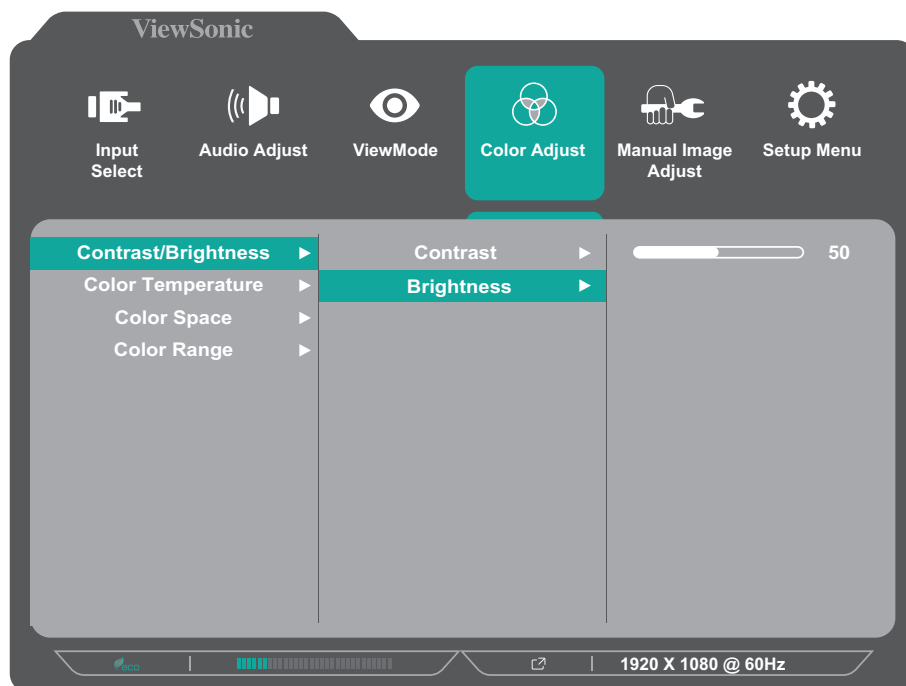 ViewSonic
Input Select
Audio Adjust
ViewMode
Color Adjust
Manual Image Adjust
Setup Menu
Contrast/Brightness
Contrast
50
Color Temperature
Brightness
Color Space
Color Range
eco
1920 X 1080 @ 60Hz